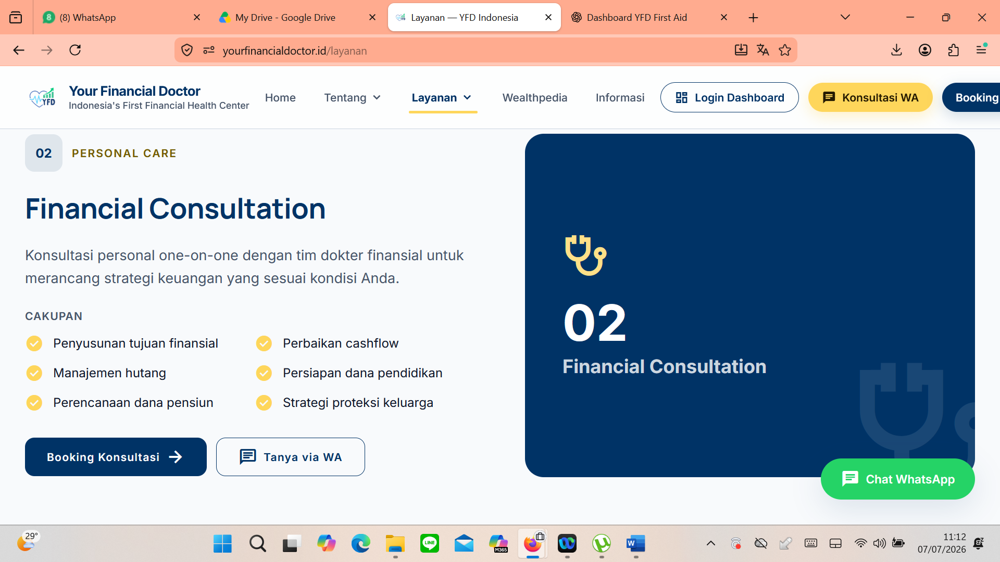 (8) WhatsApp
My Drive - Google Drive
Layanan — YFD Indonesia
Dashboard YFD First Aid
yourfinancialdoctor.id/layanan
YFD
Your Financial Doctor
Indonesia's First Financial Health Center
Home
Tentang
Layanan
Wealthpedia
Informasi
Login Dashboard
Konsultasi WA
Booking
02
PERSONAL CARE
Financial Consultation
Konsultasi personal one-on-one dengan tim dokter finansial untuk
merancang strategi keuangan yang sesuai kondisi Anda.
CAKUPAN
Penyusunan tujuan finansial
Perbaikan cashflow
Manajemen hutang
Persiapan dana pendidikan
Perencanaan dana pensiun
Strategi proteksi keluarga
Booking Konsultasi
Tanya via WA
02
Financial Consultation
Chat WhatsApp
29°
LINE
M365
W
11:12
07/07/2026